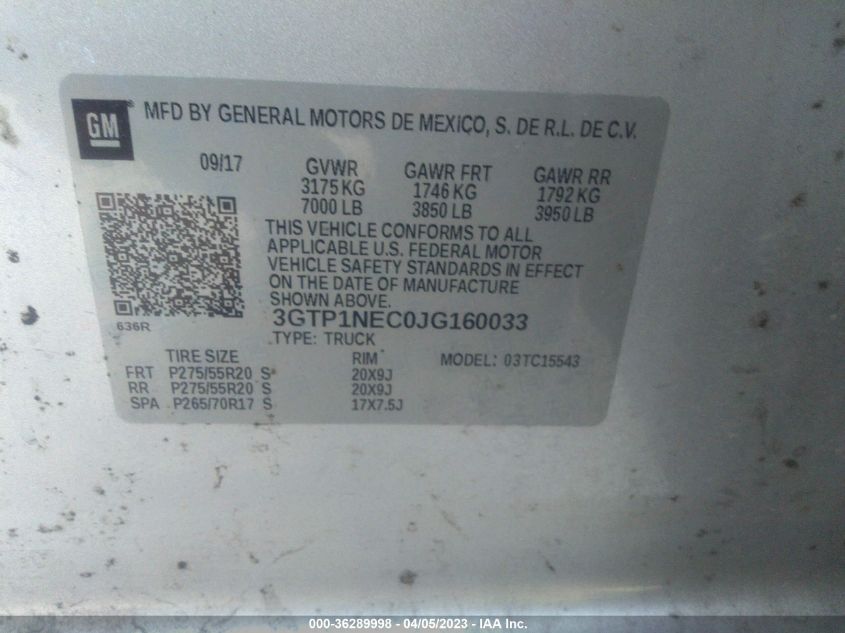 GM
MFD BY GENERAL MOTORS DE MEXICO, S. DE R.L. DE C.V.
09/17 GVWR GAWR FRT GAWR RR
3175 KG 1746 KG 1792 KG
7000 LB 3850 LB 3950 LB
THIS VEHICLE CONFORMS TO ALL
APPLICABLE U.S. FEDERAL MOTOR
VEHICLE SAFETY STANDARDS IN EFFECT
ON THE DATE OF MANUFACTURE
SHOWN ABOVE.
636R
3GTP1NEC0JG160033
TYPE: TRUCK
TIRE SIZE RIM MODEL: 03TC15543
FRT P275/55R20 S 20X9J
RR P275/55R20 S 20X9J
SPA P265/70R17 S 17X7.5J
000-36289998 - 04/05/2023 - IAA Inc.